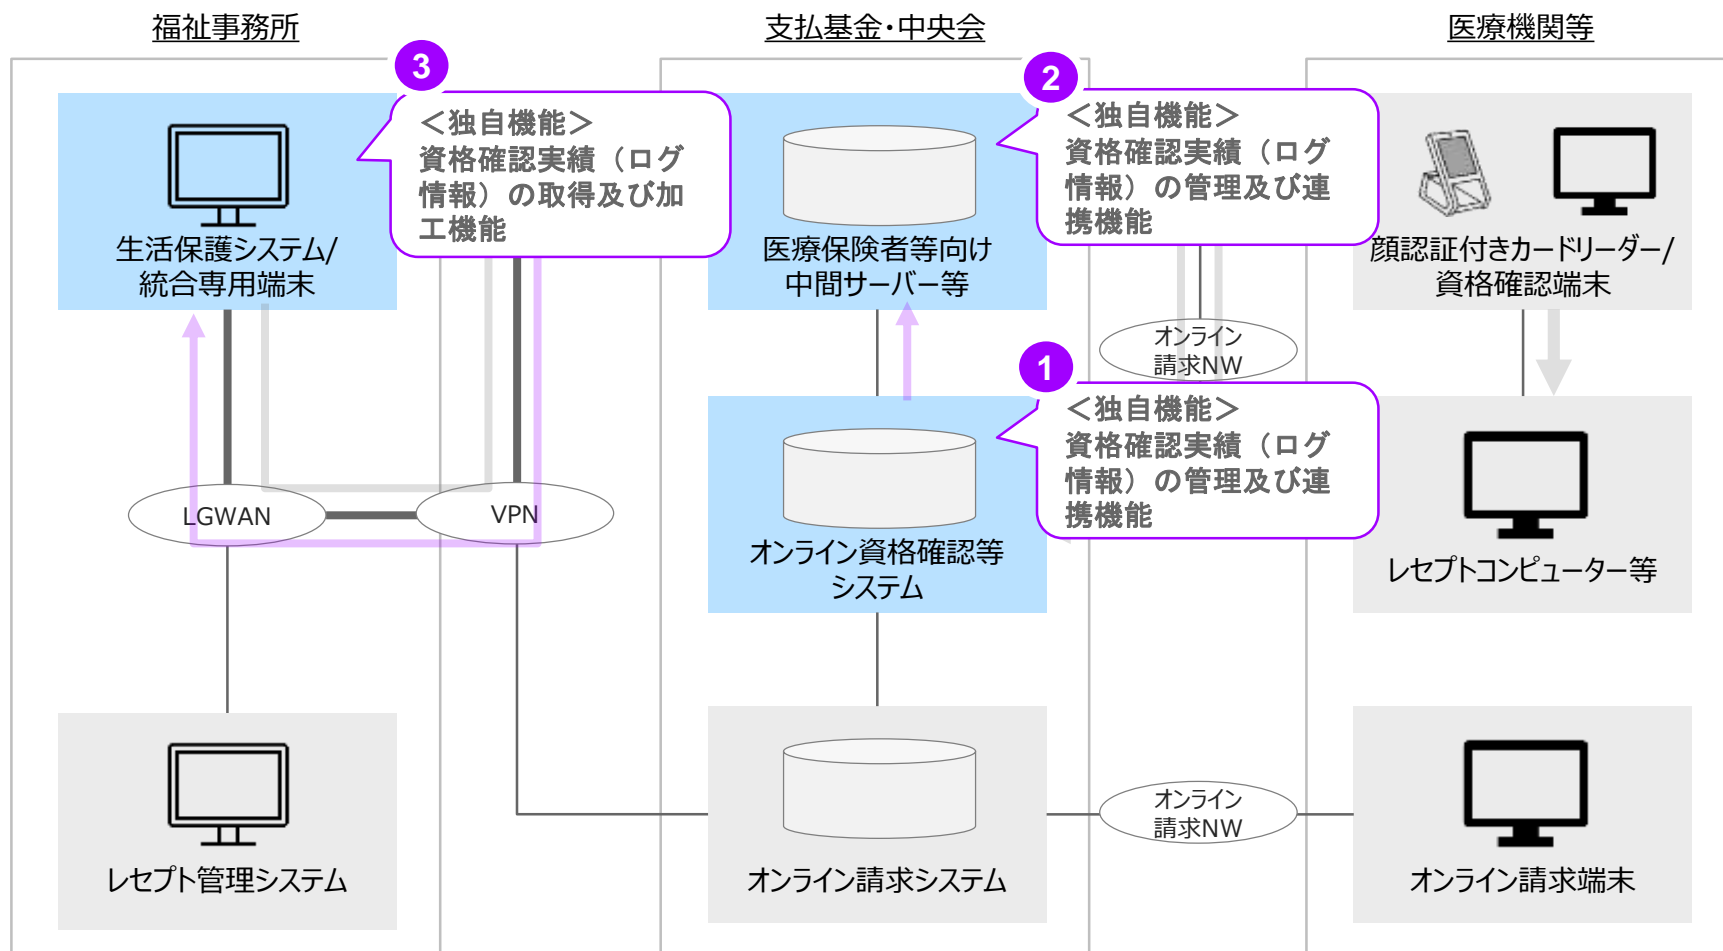 福祉事務所
支払基金・中央会
医療機関等
3
＜独自機能＞
資格確認実績（ログ
情報）の取得及び加
工機能
生活保護システム/
統合専用端末
2
＜独自機能＞
資格確認実績（ログ
情報）の管理及び連
携機能
医療保険者等向け
中間サーバー等
顔認証付きカードリーダー/
資格確認端末
オンライン
請求NW
1
＜独自機能＞
資格確認実績（ログ
情報）の管理及び連
携機能
LGWAN
VPN
オンライン資格確認等
システム
レセプトコンピューター等
レセプト管理システム
オンライン請求システム
オンライン
請求NW
オンライン請求端末